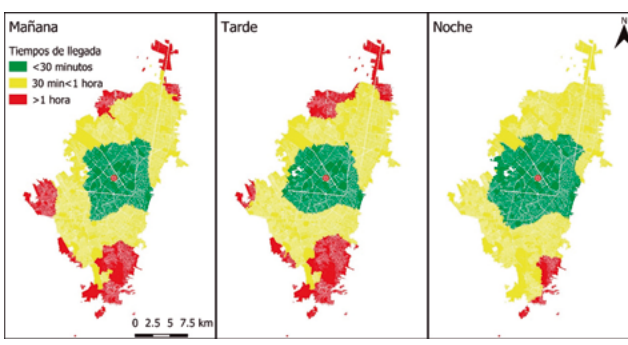 Mañana
Tiempos de llegada
<30 minutos
30 min<1 hora
>1 hora
0 2.5 5 7.5 km
Tarde
Noche
N